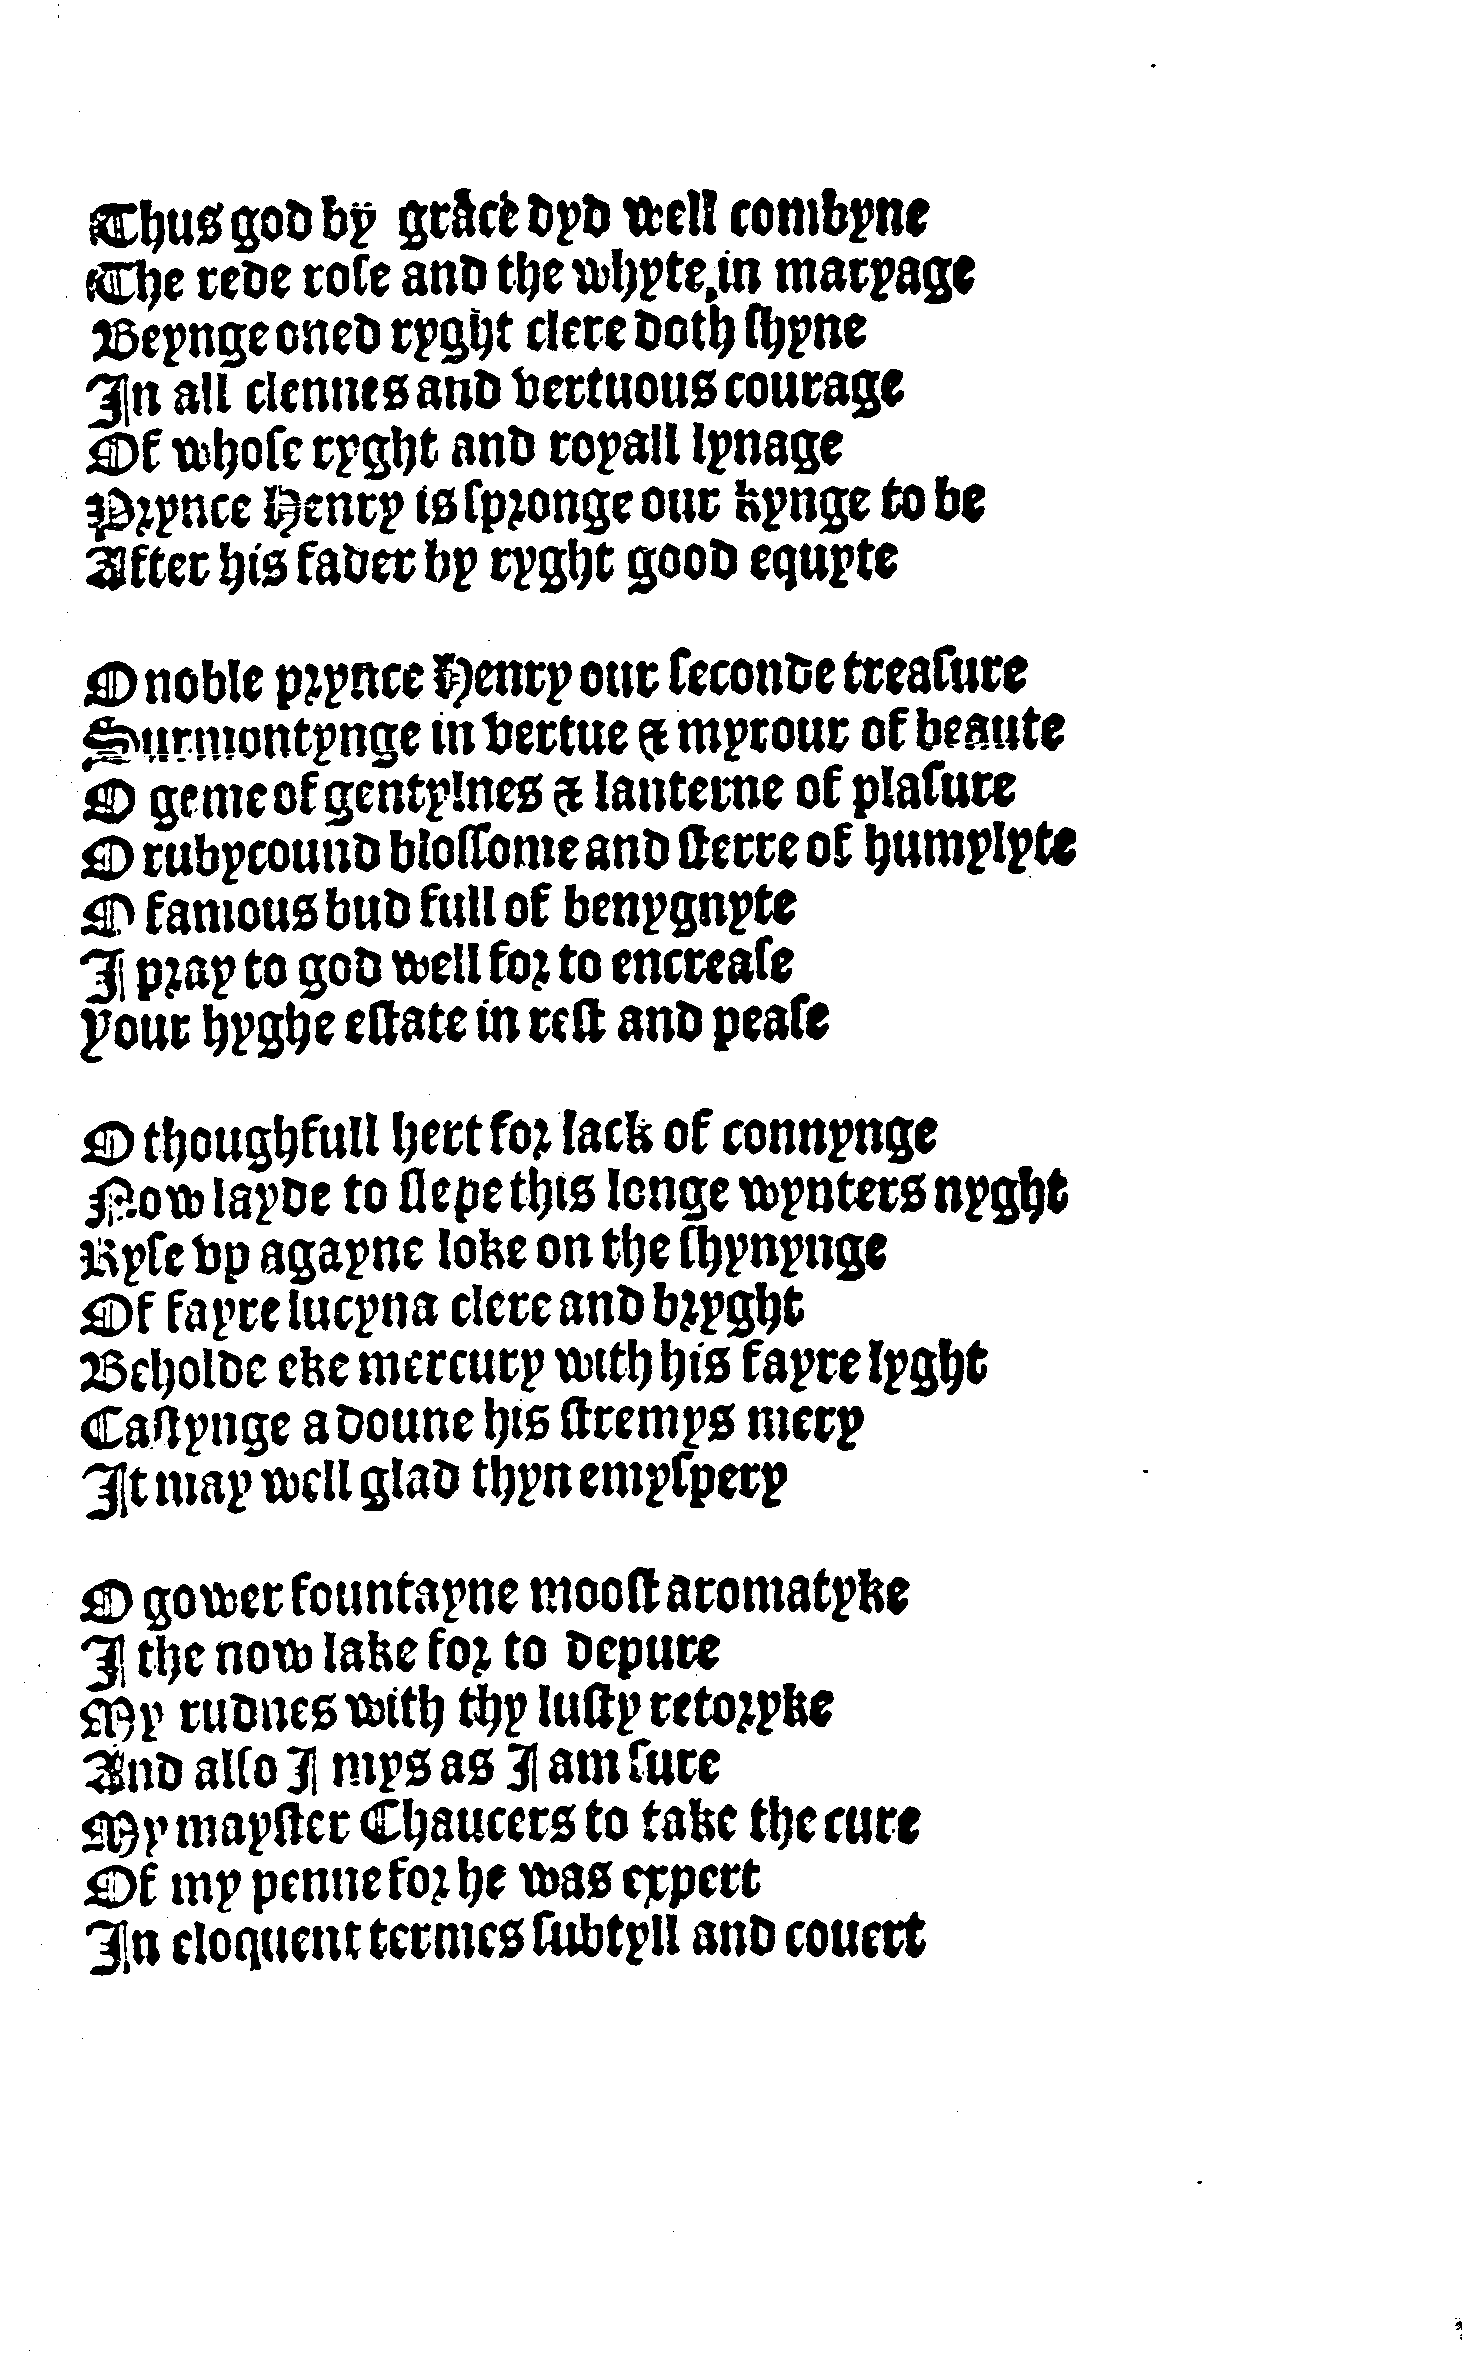 Thus god by grace dyd well combyne
The rede roſe and the whyte in maryage
Beynge oned ryght clere doth ſhyne
In all clennes and vertuous courage
Of whoſe ryght and royall lynage
Prynce Henry is ſpronge our kynge to be
After his fader by ryght good equyte

O noble prynce Henry our ſeconde treaſure
Surmontynge in vertue & myrour of beaute
O geme of gentylnes & lanterne of plaſure
O rubycound bloſſome and ſterre of humylyte
O famous bud full of benygnyte
I pray to god well for to encreaſe
Your hyghe eſtate in reſt and peaſe

O thoughfull hert for lack of connynge
Now layde to ſlepe this longe wynters nyght
Ryſe vp agayne loke on the ſhynynge
Of fayre lucyna clere and bryght
Beholde eke mercury with his fayre lyght
Caſtynge a doune his ſtremys mery
It may well glad thyn emyſpery

O gower fountayne mooſt aromatyke
I the now lake for to depure
My rudnes with thy luſty retoryke
And alſo I mys as I am ſure
My mayſter Chaucers to take the cure
Of my penne for he was expert
In eloquent termes ſubtyll and couert